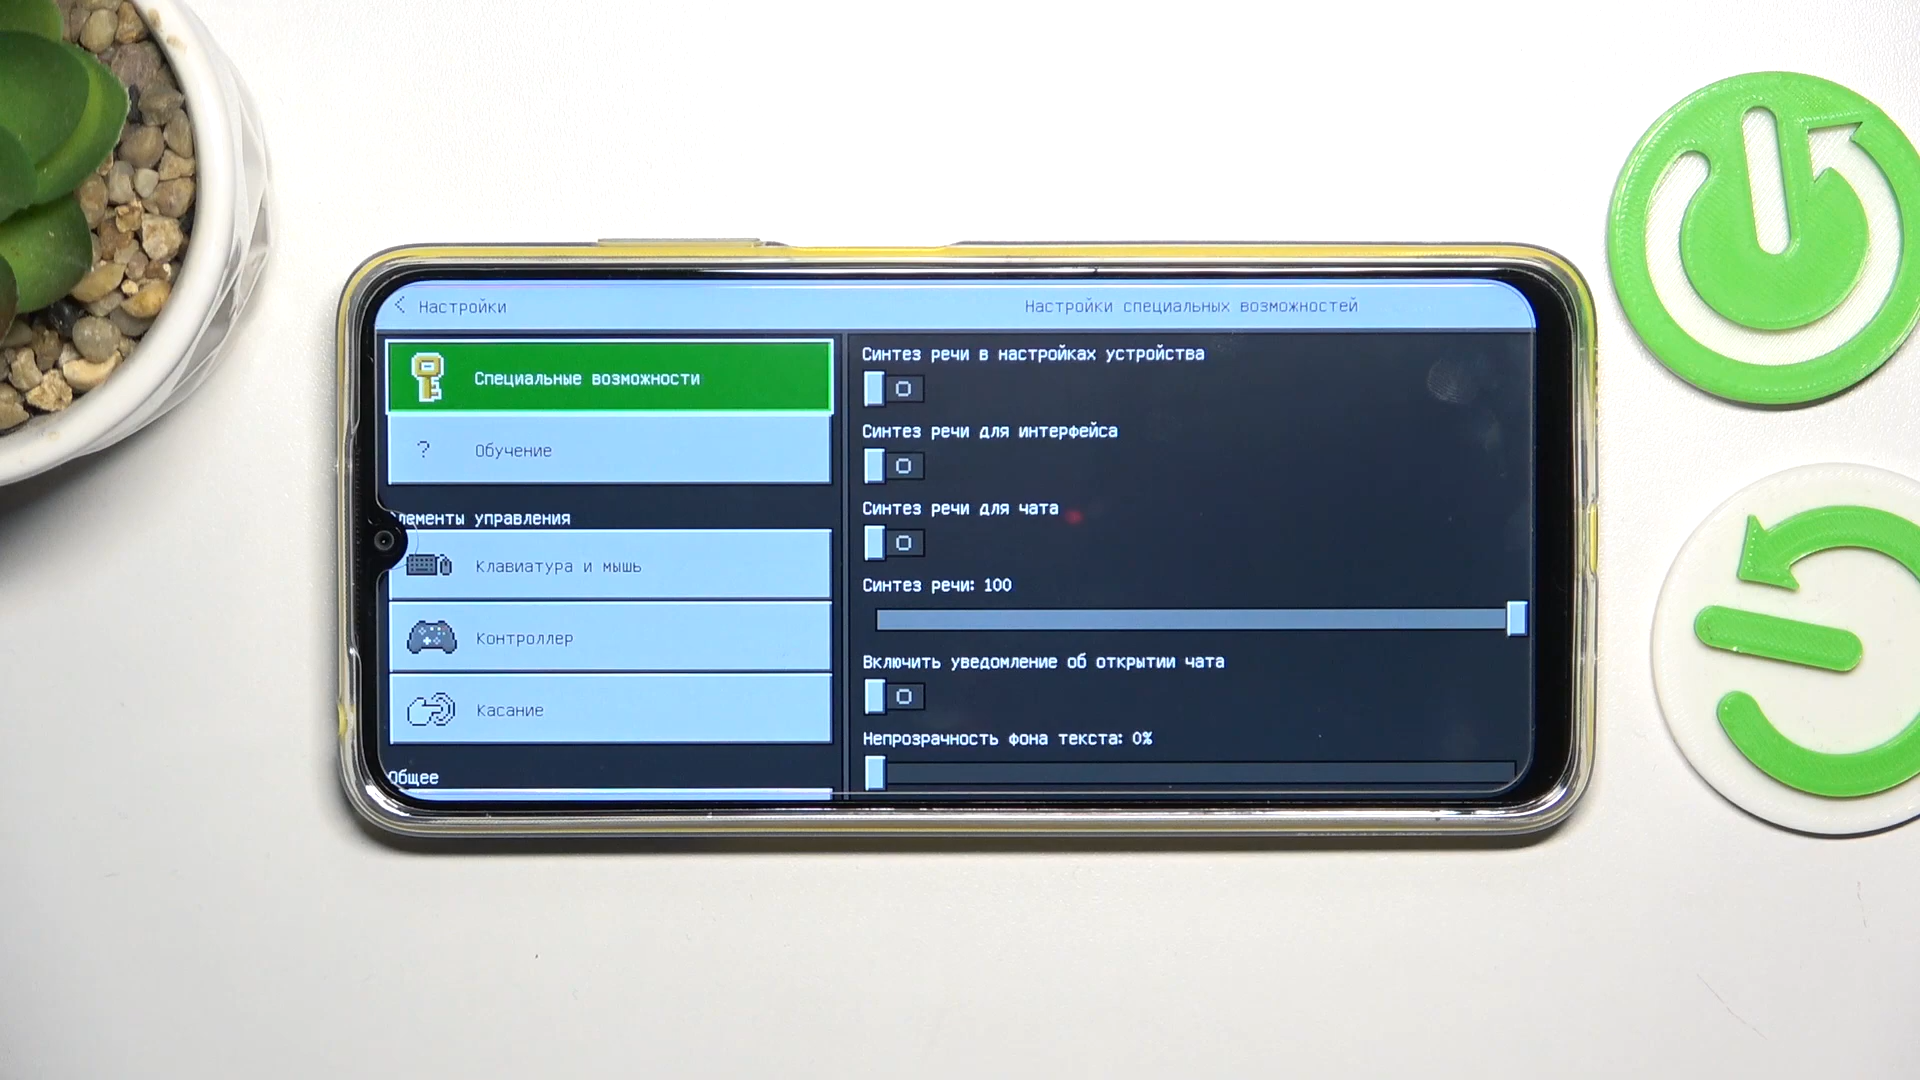 Настройки
Настройки специальных возможностей
Специальные возможности
?
Обучение
лементы управления
Клавиатура и мышь
Контроллер
Касание
Общее
Синтез речи в настройках устройства
Синтез речи для интерфейса
Синтез речи для чата
Синтез речи: 100
Включить уведомление об открытии чата
Непрозрачность фона текста: 0%